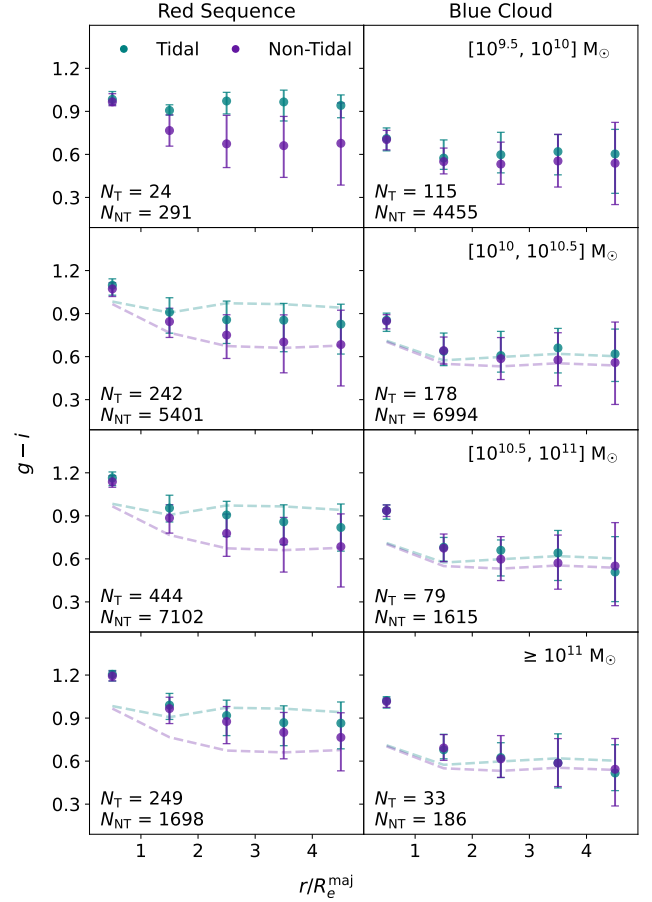 Red Sequence Blue Cloud
Tidal Non-Tidal
[10^9.5, 10^10] M⊙
1.2
0.9
0.6
0.3
N_T = 24
N_NT = 291
N_T = 115
N_NT = 4455
[10^10, 10^10.5] M⊙
1.2
0.9
0.6
0.3
N_T = 242
N_NT = 5401
N_T = 178
N_NT = 6994
g − i
[10^10.5, 10^11] M⊙
1.2
0.9
0.6
0.3
N_T = 444
N_NT = 7102
N_T = 79
N_NT = 1615
≥ 10^11 M⊙
1.2
0.9
0.6
0.3
N_T = 249
N_NT = 1698
N_T = 33
N_NT = 186
1 2 3 4 1 2 3 4
r/R_e^maj r/R_e^maj